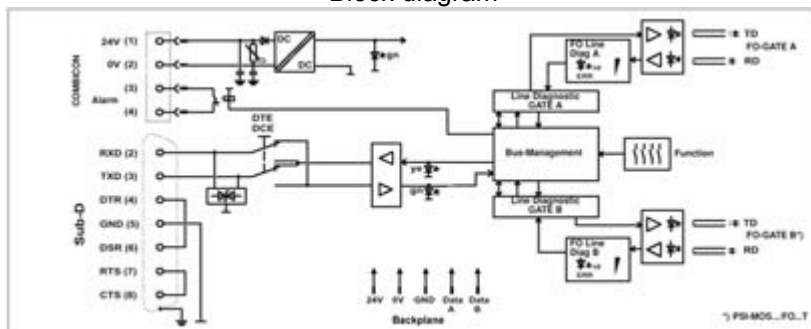 Block diagram
24V (1)
0V (2)
(3)
Alarm
(4)
COMBICON
DC
DC
gn
DTE
DCE
RXD (2)
TXD (3)
DTR (4)
GND (5)
DSR (6)
RTS (7)
CTS (8)
Sub-D
ye
gn
Line Diagnostic
GATE A
Bus-Management
Line Diagnostic
GATE B
Function
FO Line
Diag A
TD
FO-GATE A
RD
FO Line
Diag B
TD
FO-GATE B*)
RD
24V
0V
GND
Data
A
Data
B
Backplane
*) PSI-MOS.../FO...T